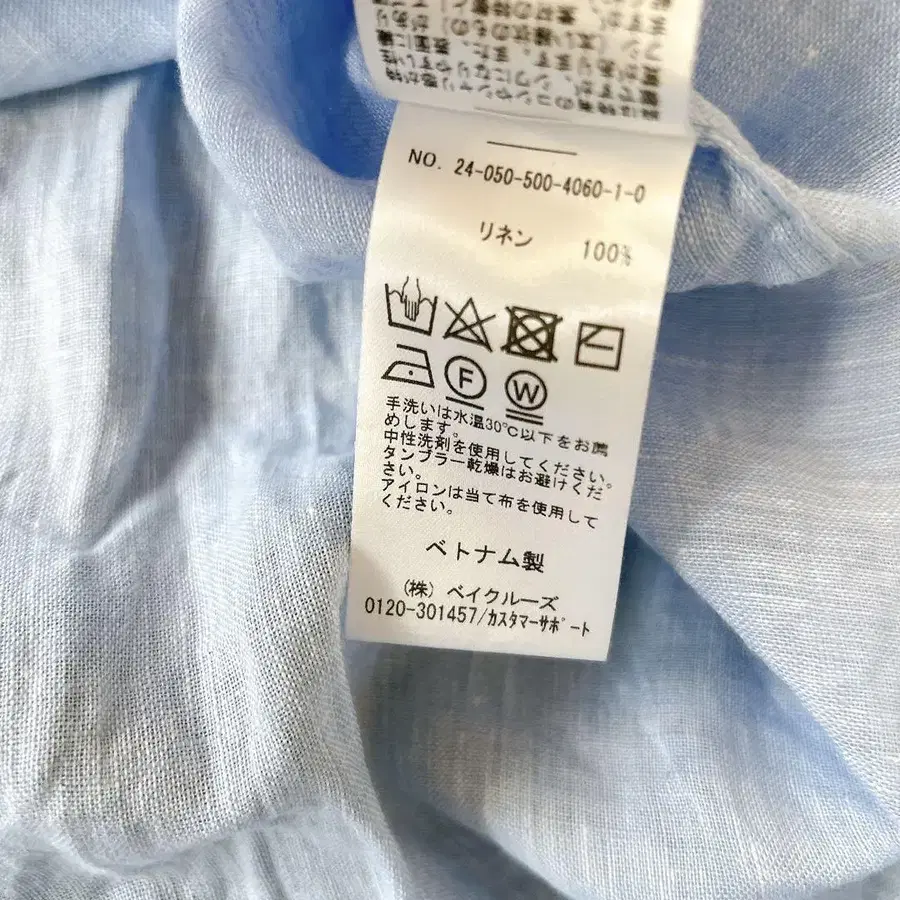 NO. 24-050-500-4060-1-0
リネン 100%
F W
手洗いは水温30℃以下をお薦
めします。
中性洗剤を使用してください。
タンブラー乾燥はお避けくだ
さい。
アイロンは当て布を使用して
ください。
ベトナム製
(株) ベイクルーズ
0120-301457/カスタマーサポート